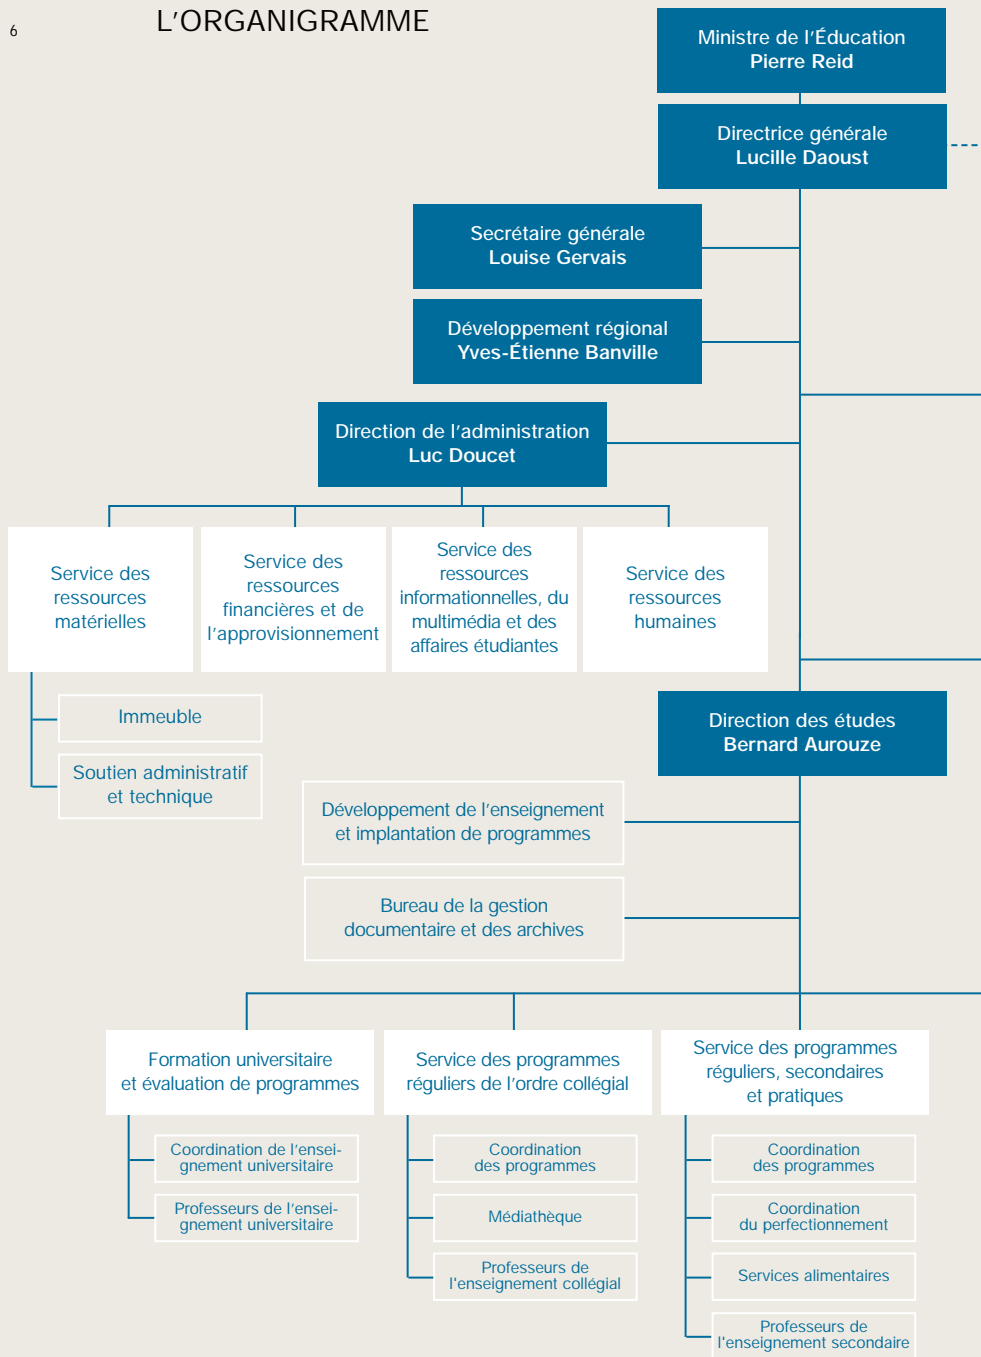 6
L'ORGANIGRAMME
Ministre de l'Éducation
Pierre Reid
Directrice générale
Lucille Daoust
Secrétaire générale
Louise Gervais
Développement régional
Yves-Étienne Banville
Direction de l'administration
Luc Doucet
Service des
ressources
matérielles
Service des
ressources
financières et de
l'approvisionnement
Service des
ressources
informationnelles, du
multimédia et des
affaires étudiantes
Service des
ressources
humaines
Immeuble
Soutien administratif
et technique
Direction des études
Bernard Aurouze
Développement de l'enseignement
et implantation de programmes
Bureau de la gestion
documentaire et des archives
Formation universitaire
et évaluation de programmes
Coordination de l'ensei-
gnement universitaire
Professeurs de l'ensei-
gnement universitaire
Service des programmes
réguliers de l'ordre collégial
Coordination
des programmes
Médiathèque
Professeurs de
l'enseignement collégial
Service des programmes
réguliers, secondaires
et pratiques
Coordination
des programmes
Coordination
du perfectionnement
Services alimentaires
Professeurs de
l'enseignement secondaire